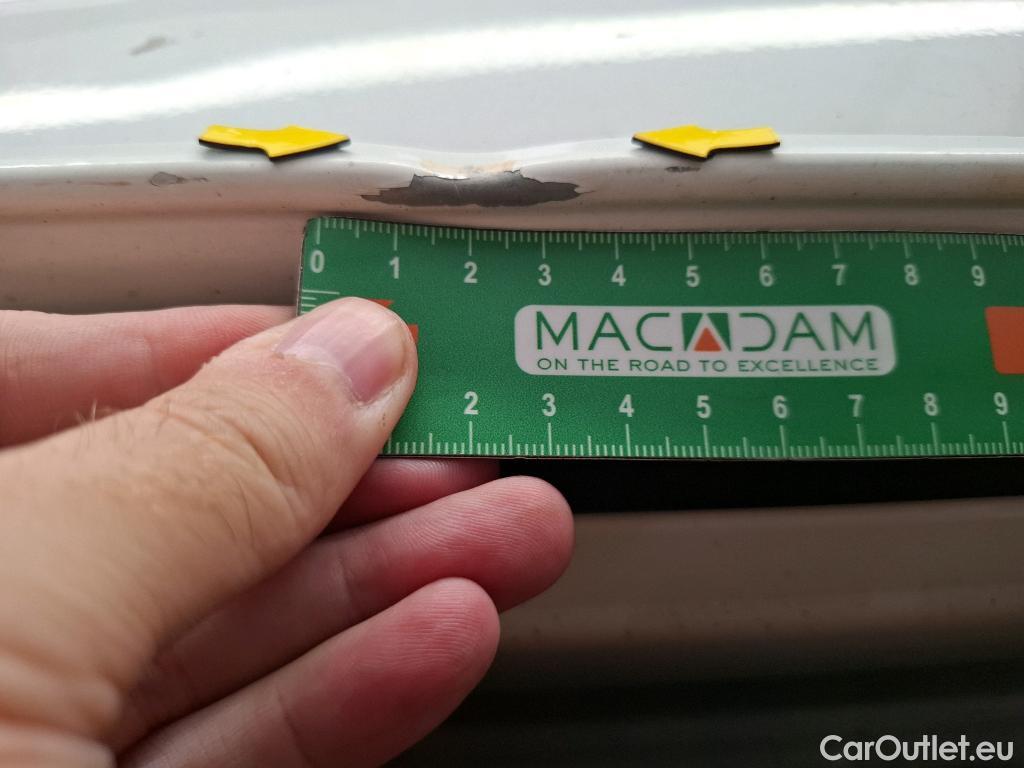 0 1 2 3 4 5 6 7 8 9
MACADAM
ON THE ROAD TO EXCELLENCE
2 3 4 5 6 7 8 9
CarOutlet.eu